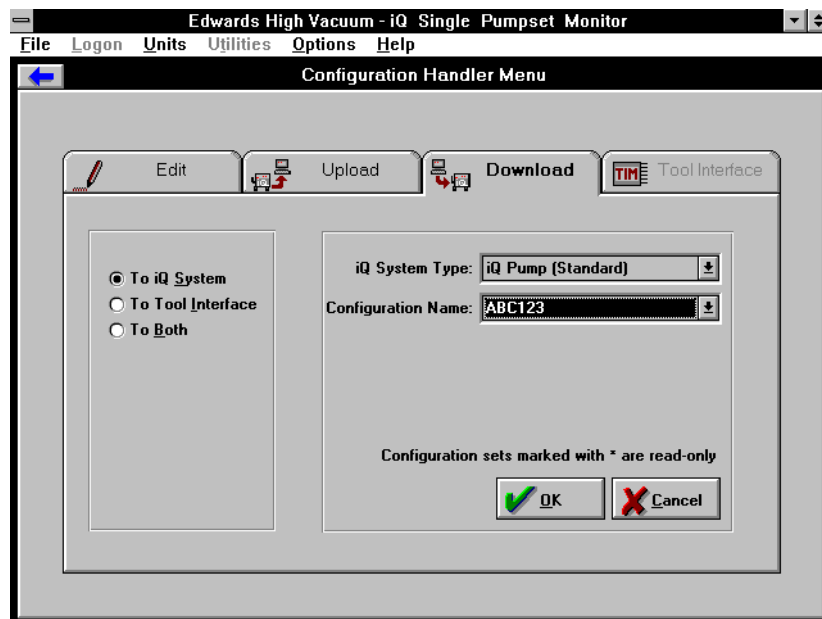 Edwards High Vacuum - iQ Single Pumpset Monitor
File Logon Units Utilities Options Help
Configuration Handler Menu
Edit Upload Download TIM Tool Interface
To iQ System
To Tool Interface
To Both
iQ System Type: iQ Pump (Standard)
Configuration Name: ABC123
Configuration sets marked with * are read-only
OK Cancel